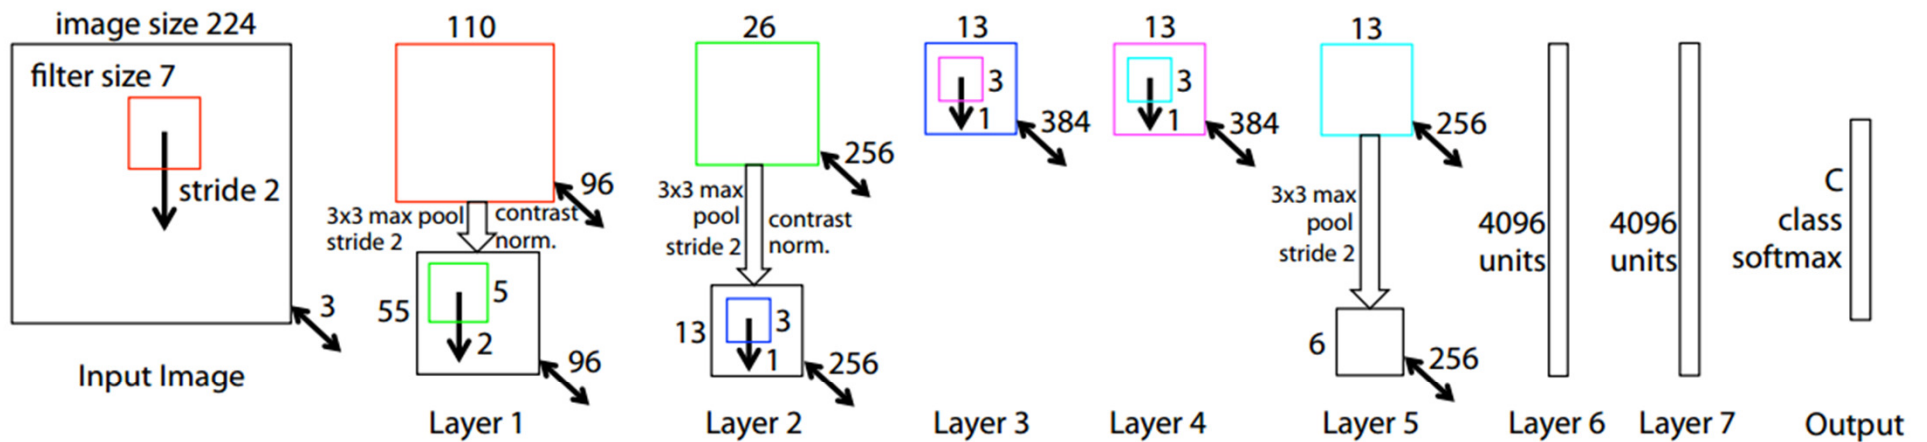 image size 224
filter size 7
stride 2
3
Input Image
110
96
3x3 max pool
stride 2
contrast
norm.
55
5
2
96
Layer 1
26
256
3x3 max
pool
stride 2
contrast
norm.
13
3
1
256
Layer 2
13
3
1
384
Layer 3
13
3
1
384
Layer 4
13
256
3x3 max
pool
stride 2
6
256
Layer 5
4096
units
Layer 6
4096
units
Layer 7
C
class
softmax
Output